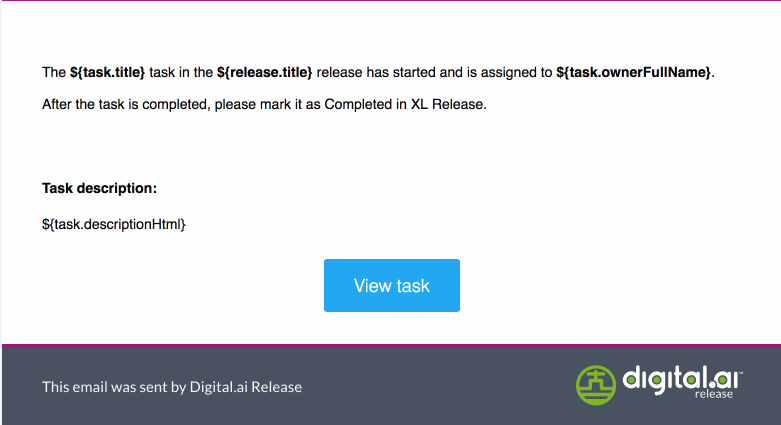 The ${task.title} task in the ${release.title} release has started and is assigned to ${task.ownerFullName}.
After the task is completed, please mark it as Completed in XL Release.
Task description:
${task.descriptionHtml}
View task
This email was sent by Digital.ai Release
digital.ai™
release